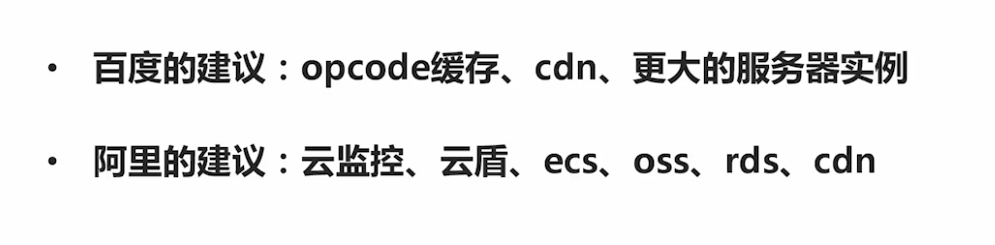 • 百度的建议：opcode缓存、cdn、更大的服务器实例
• 阿里的建议：云监控、云盾、ecs、oss、rds、cdn